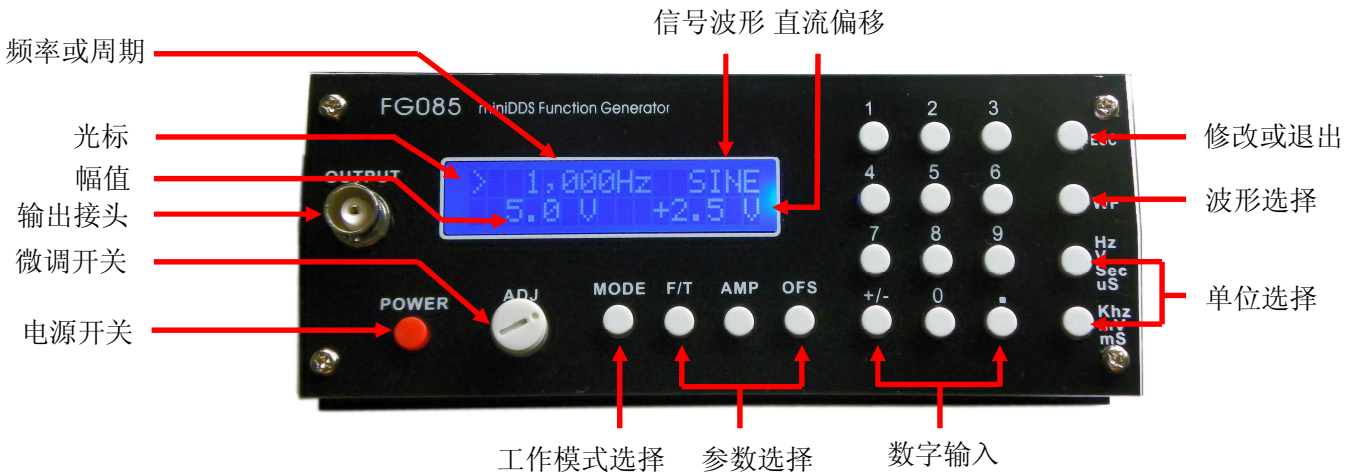 信号波形 直流偏移
频率或周期
FG085 miniDDS Function Generator
1 2 3
修改或退出
光标
> 1,000Hz SINE
幅值
5.0 V +2.5 V
OUTPUT
4 5 6
WF
波形选择
输出接头
7 8 9
Hz
Sec
uS
微调开关
单位选择
POWER
ADJ
MODE F/T AMP OFS
+/- 0 .
Khz
mS
电源开关
工作模式选择 参数选择 数字输入